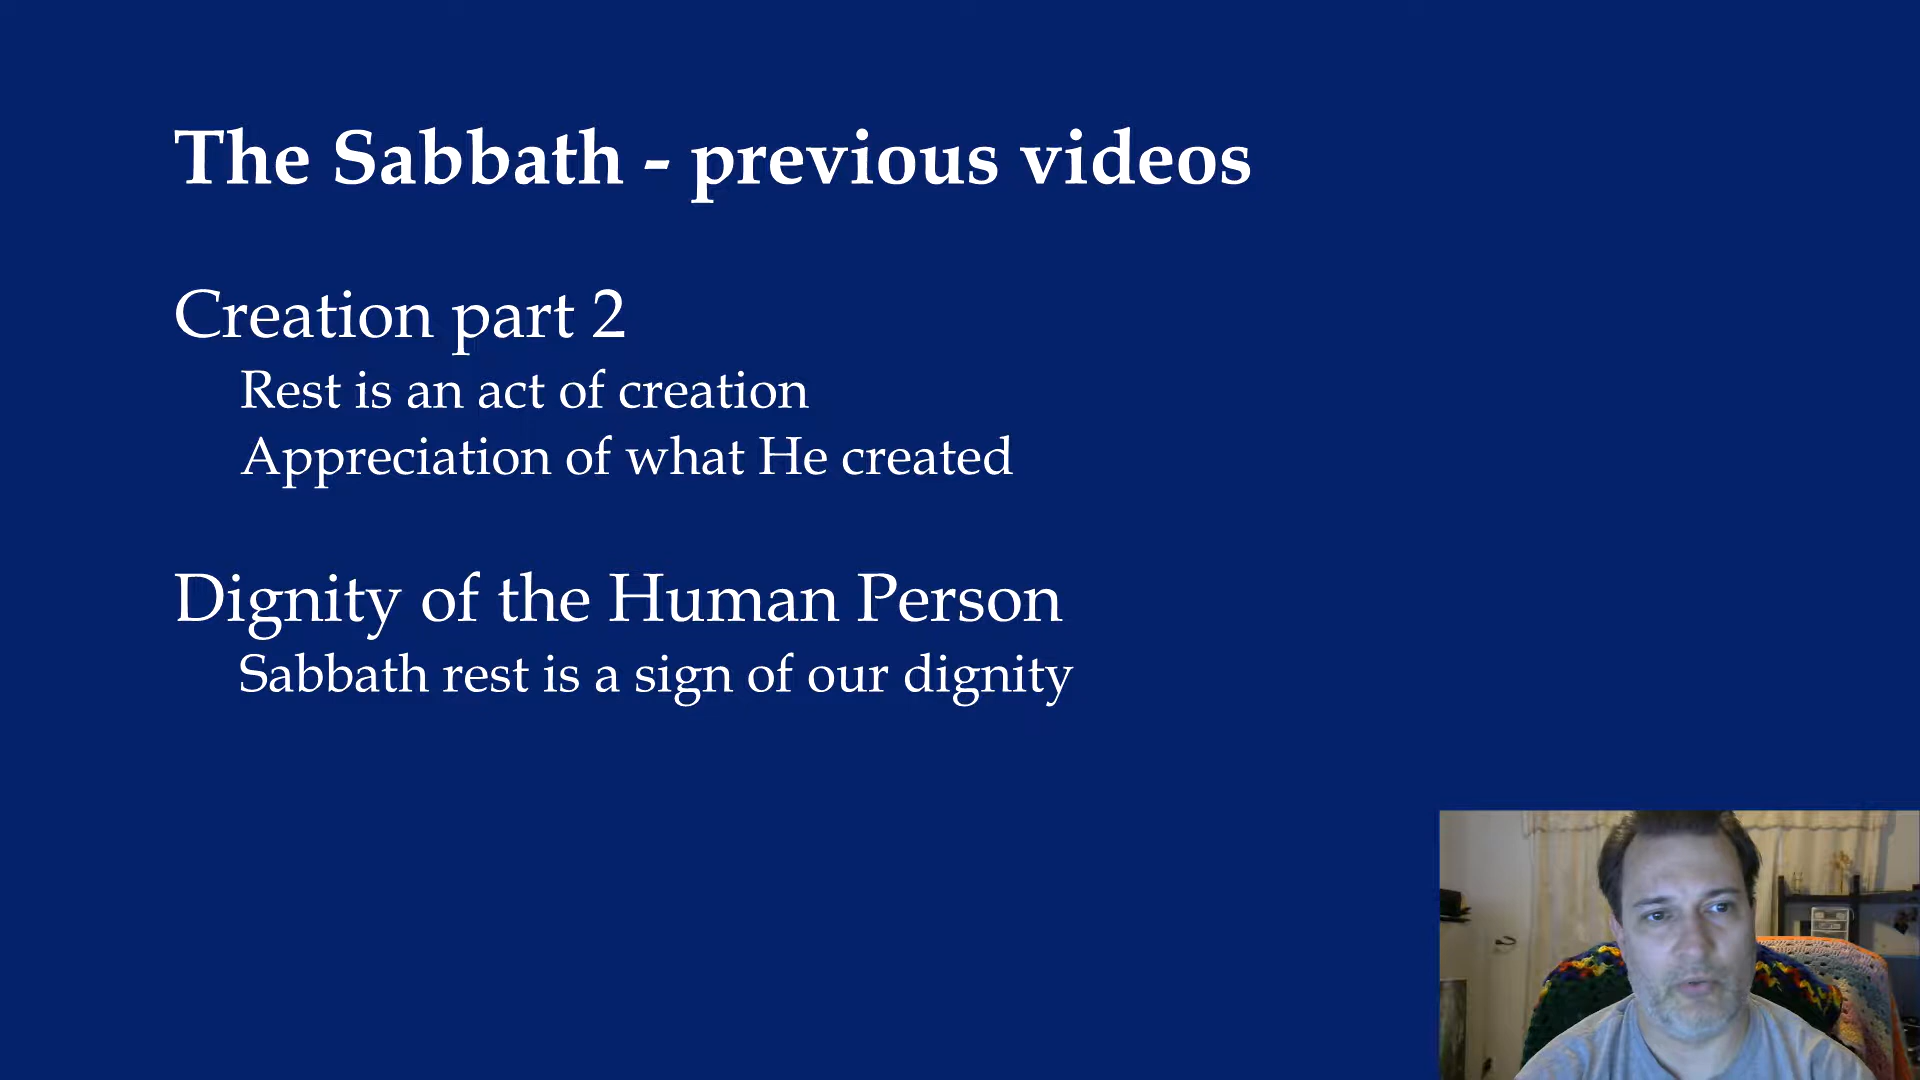 The Sabbath - previous videos
Creation part 2
Rest is an act of creation
Appreciation of what He created
Dignity of the Human Person
Sabbath rest is a sign of our dignity